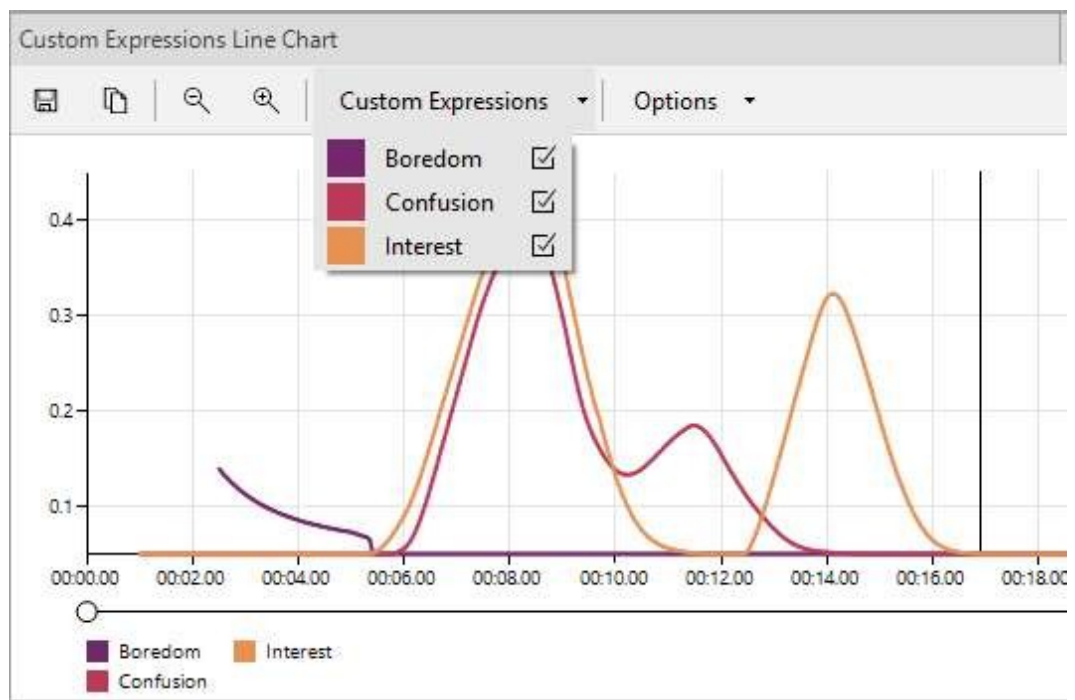 Custom Expressions Line Chart
Custom Expressions Options
Boredom
Confusion
Interest
0.4
0.3
0.2
0.1
00:00.00 00:02.00 00:04.00 00:06.00 00:08.00 00:10.00 00:12.00 00:14.00 00:16.00 00:18.0
Boredom Interest
Confusion